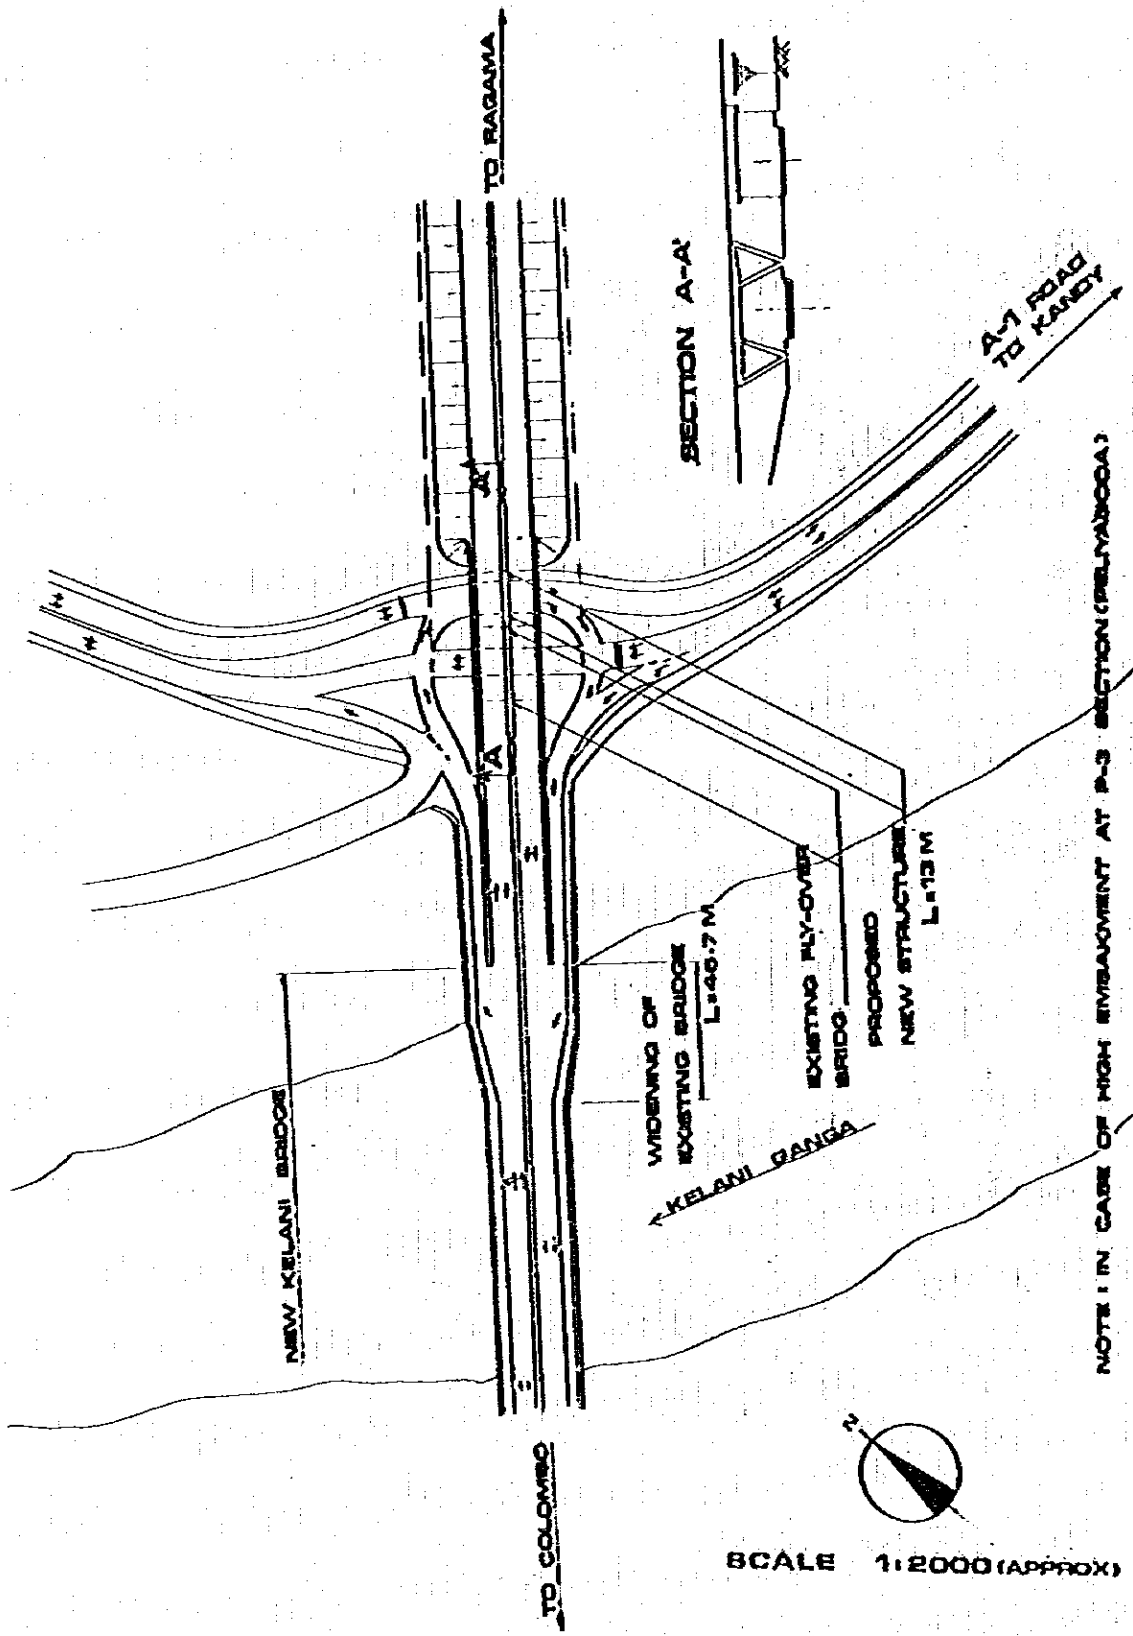 TO RAGAMA
SECTION A-A'
A-1 ROAD
TO KANDY
A'
A
NEW KELANI BRIDGE
WIDENING OF
EXISTING BRIDGE
L=46.7 M
EXISTING FLY-OVER
BRIDG
PROPOSED
NEW STRUCTURE
L=13 M
KELANI GANGA
TO COLOMBO
N
SCALE 1:2000 (APPROX)
NOTE : IN CASE OF HIGH EMBAKMENT AT P-3 SECTION (PELIYAGODA)